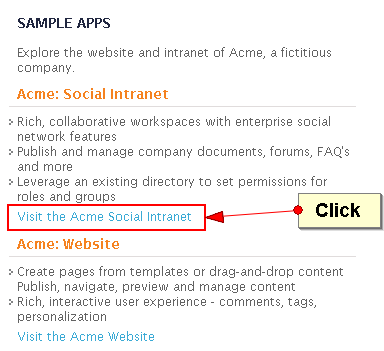 SAMPLE APPS
Explore the website and intranet of Acme, a fictitious
company.
Acme: Social Intranet
> Rich, collaborative workspaces with enterprise social
network features
> Publish and manage company documents, forums, FAQ's
and more
> Leverage an existing directory to set permissions for
roles and groups
Visit the Acme Social Intranet
Click
Acme: Website
> Create pages from templates or drag-and-drop content
Publish, navigate, preview and manage content
> Rich, interactive user experience - comments, tags,
personalization
Visit the Acme Website